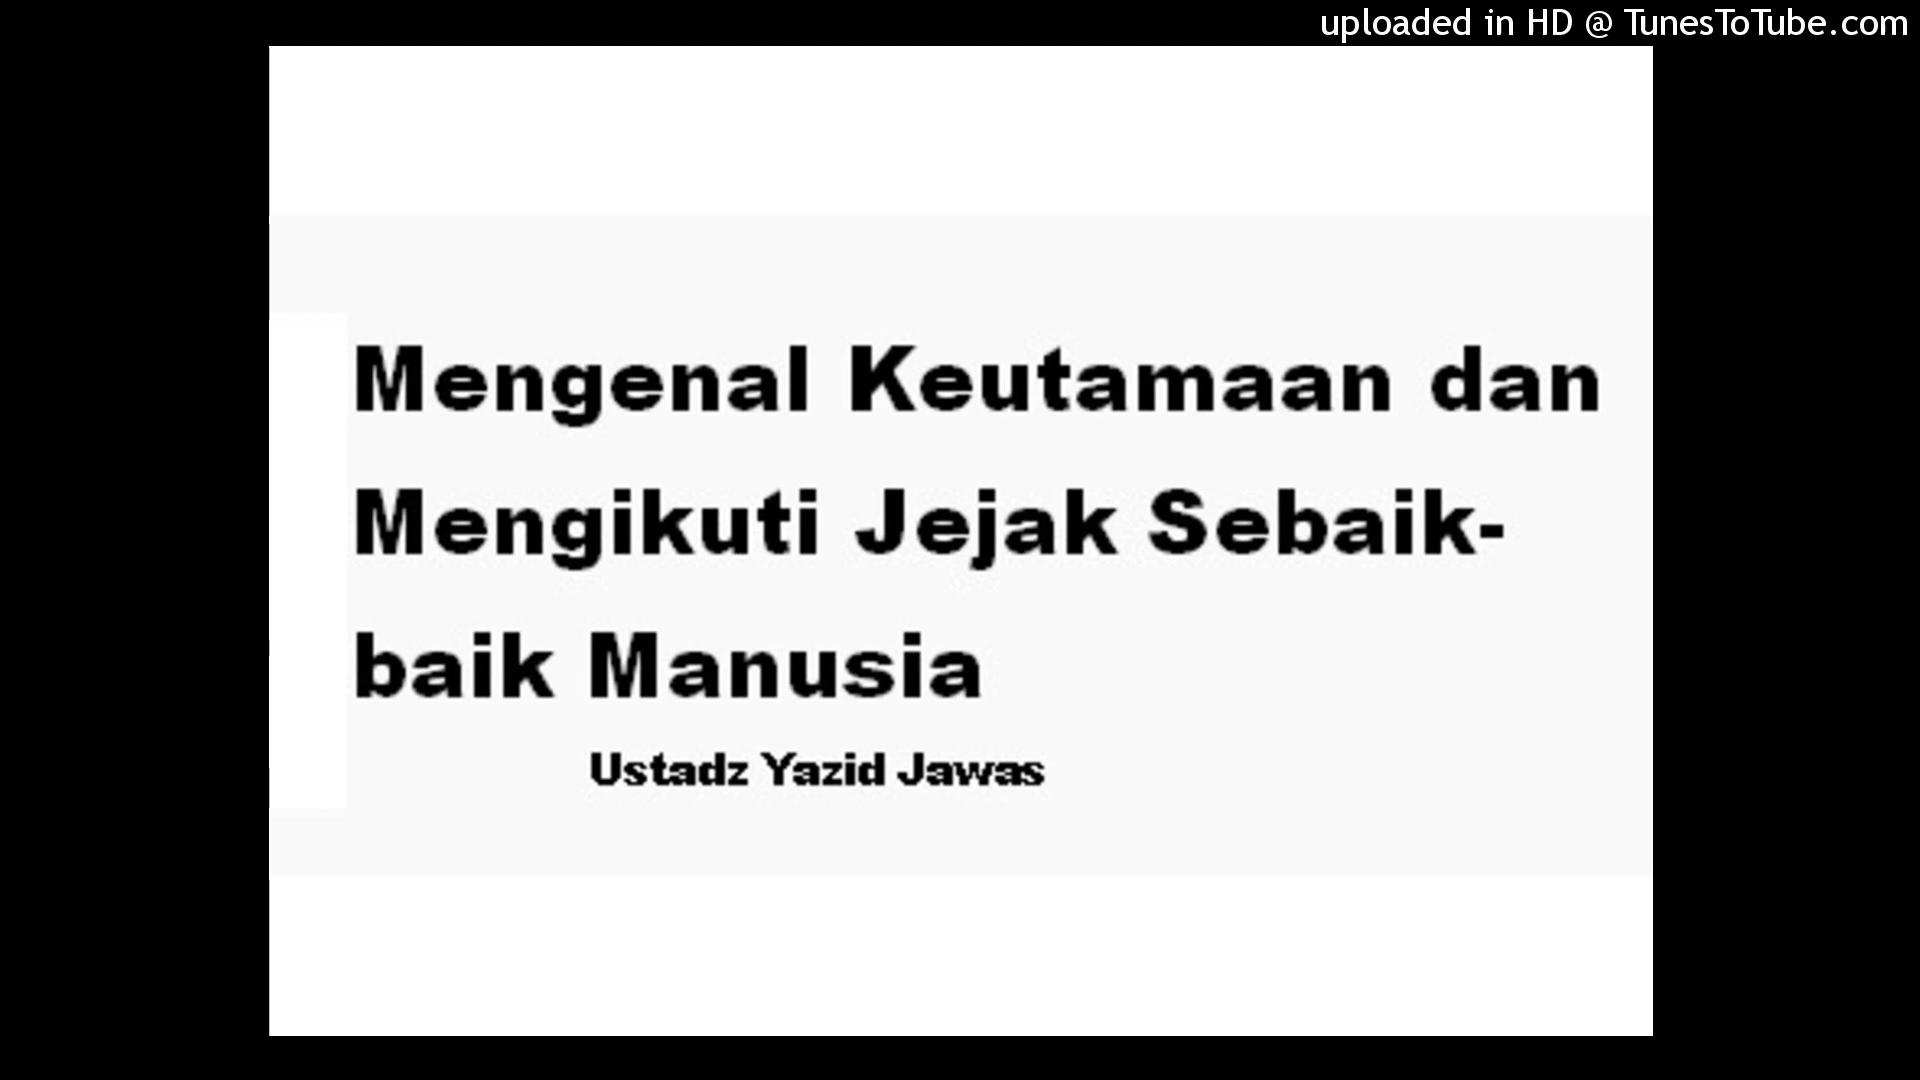 uploaded in HD @ TunesToTube.com
Mengenal Keutamaan dan
Mengikuti Jejak Sebaik-
baik Manusia
Ustadz Yazid Jawas